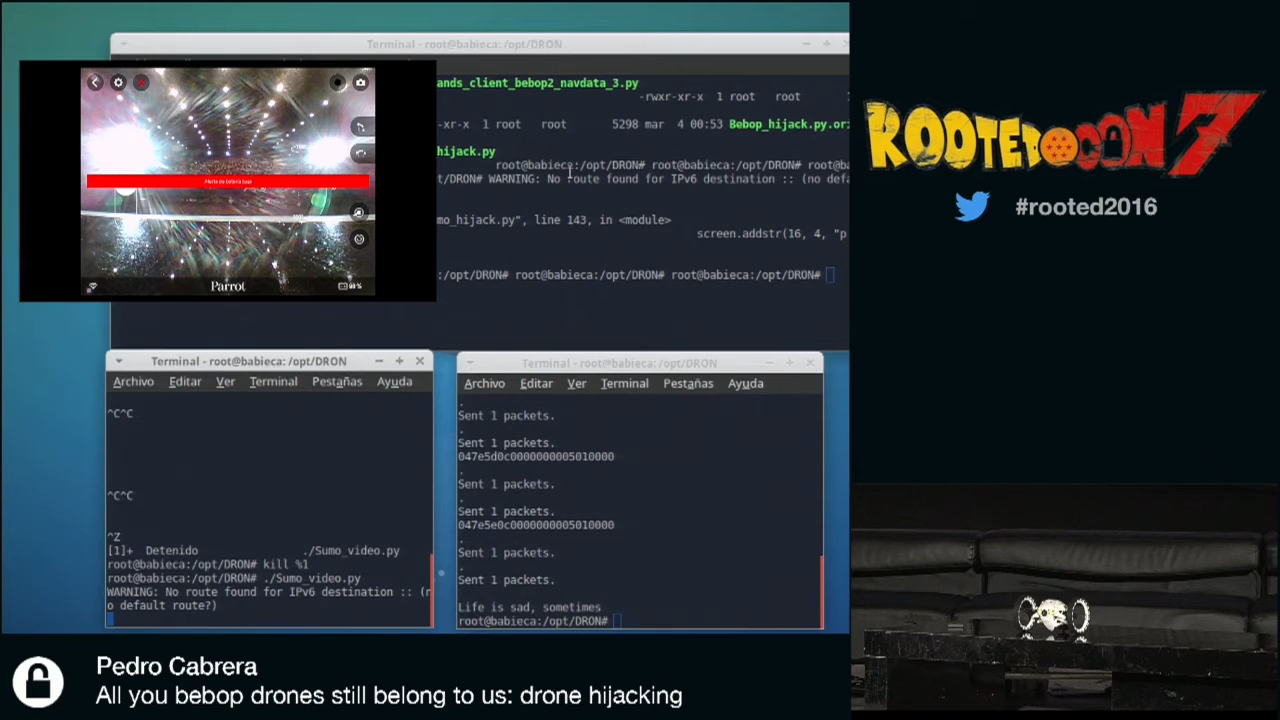 Terminal - root@babieca: /opt/DRON
ands_client_bebop2_navdata_3.py
-rwxr-xr-x 1 root root
-xr-x 1 root root 5298 mar 4 00:53 Bebop_hijack.py.ori
hijack.py
root@babieca:/opt/DRON# root@babieca:/opt/DRON# root@ba
t/DRON# WARNING: No route found for IPv6 destination :: (no defa
mo_hijack.py", line 143, in <module>
screen.addstr(16, 4, "p
:/opt/DRON# root@babieca:/opt/DRON# root@babieca:/opt/DRON#
Alerta de batería baja
Parrot
Terminal - root@babieca: /opt/DRON
Archivo Editar Ver Terminal Pestañas Ayuda
^C^C
^C^C
^Z
[1]+ Detenido ./Sumo_video.py
root@babieca:/opt/DRON# kill %1
root@babieca:/opt/DRON# ./Sumo_video.py
WARNING: No route found for IPv6 destination :: (n
o default route?)
Terminal - root@babieca: /opt/DRON
Archivo Editar Ver Terminal Pestañas Ayuda
.
Sent 1 packets.
.
Sent 1 packets.
047e5d0c0000000005010000
.
Sent 1 packets.
.
Sent 1 packets.
047e5e0c0000000005010000
.
Sent 1 packets.
.
Sent 1 packets.
Life is sad, sometimes
root@babieca:/opt/DRON#
ROOTEDCON 7
#rooted2016
Pedro Cabrera
All you bebop drones still belong to us: drone hijacking